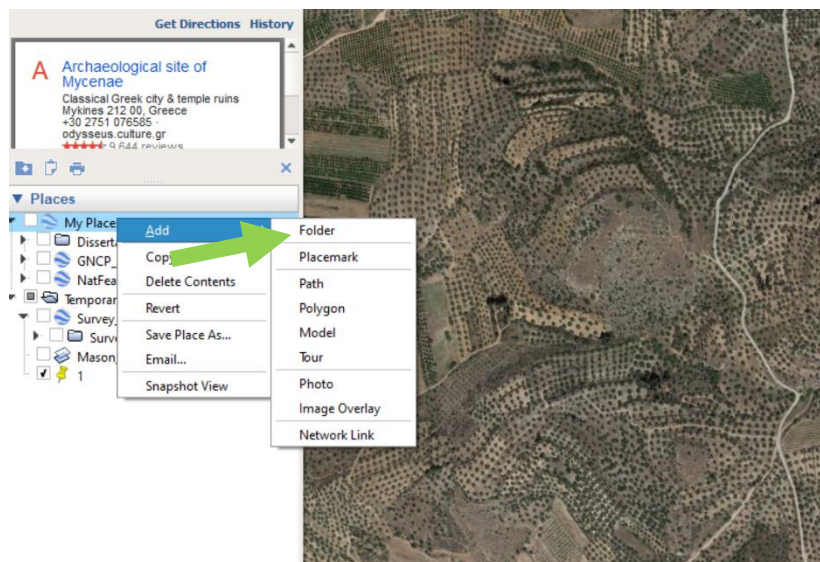 Get Directions History
A Archaeological site of
Mycenae
Classical Greek city & temple ruins
Mykines 212 00, Greece
+30 2751 076585 ·
odysseus.culture.gr
9,644 reviews
Places
My Place
Disserta
GNCP_
NatFea
Temporar
Survey_
Surve
Mason_
1
Add
Copy
Delete Contents
Revert
Save Place As...
Email...
Snapshot View
Folder
Placemark
Path
Polygon
Model
Tour
Photo
Image Overlay
Network Link